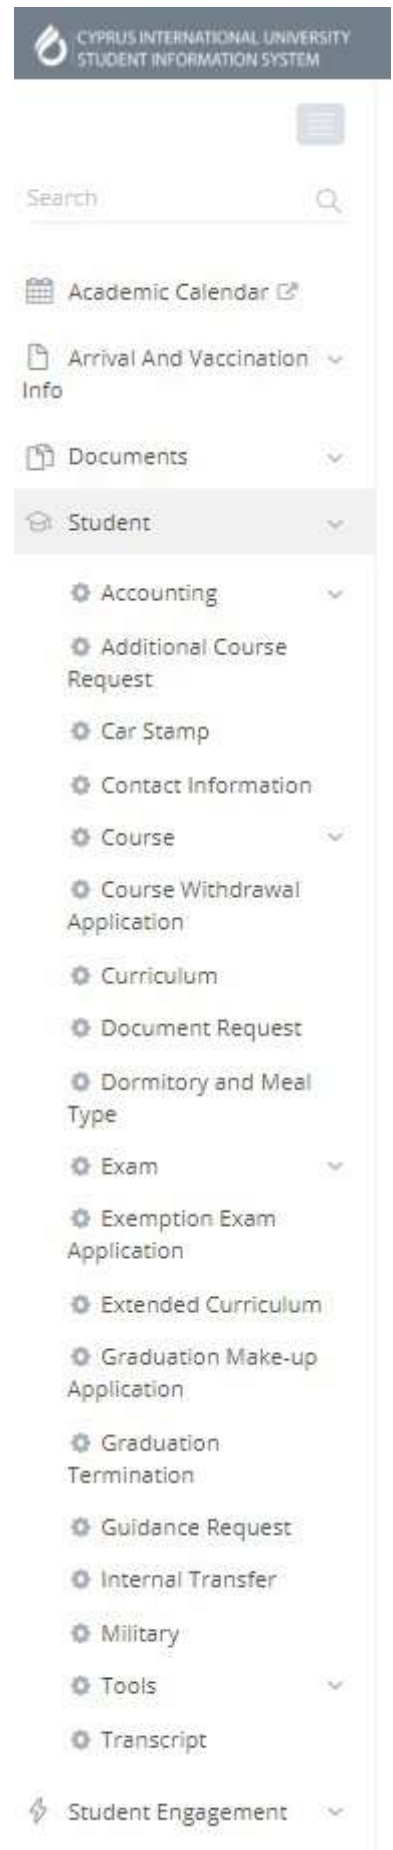 CYPRUS INTERNATIONAL UNIVERSITY
STUDENT INFORMATION SYSTEM
Search
Academic Calendar
Arrival And Vaccination
Info
Documents
Student
Accounting
Additional Course
Request
Car Stamp
Contact Information
Course
Course Withdrawal
Application
Curriculum
Document Request
Dormitory and Meal
Type
Exam
Exemption Exam
Application
Extended Curriculum
Graduation Make-up
Application
Graduation
Termination
Guidance Request
Internal Transfer
Military
Tools
Transcript
Student Engagement